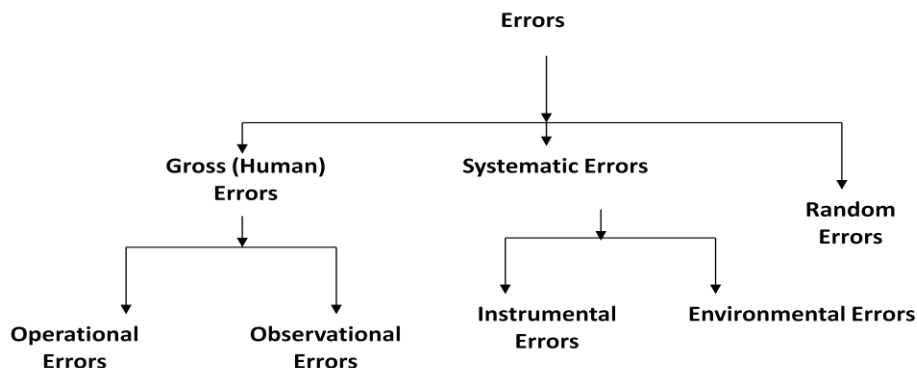 Errors
Gross (Human)
Errors
Systematic Errors
Random
Errors
Operational
Errors
Observational
Errors
Instrumental
Errors
Environmental Errors